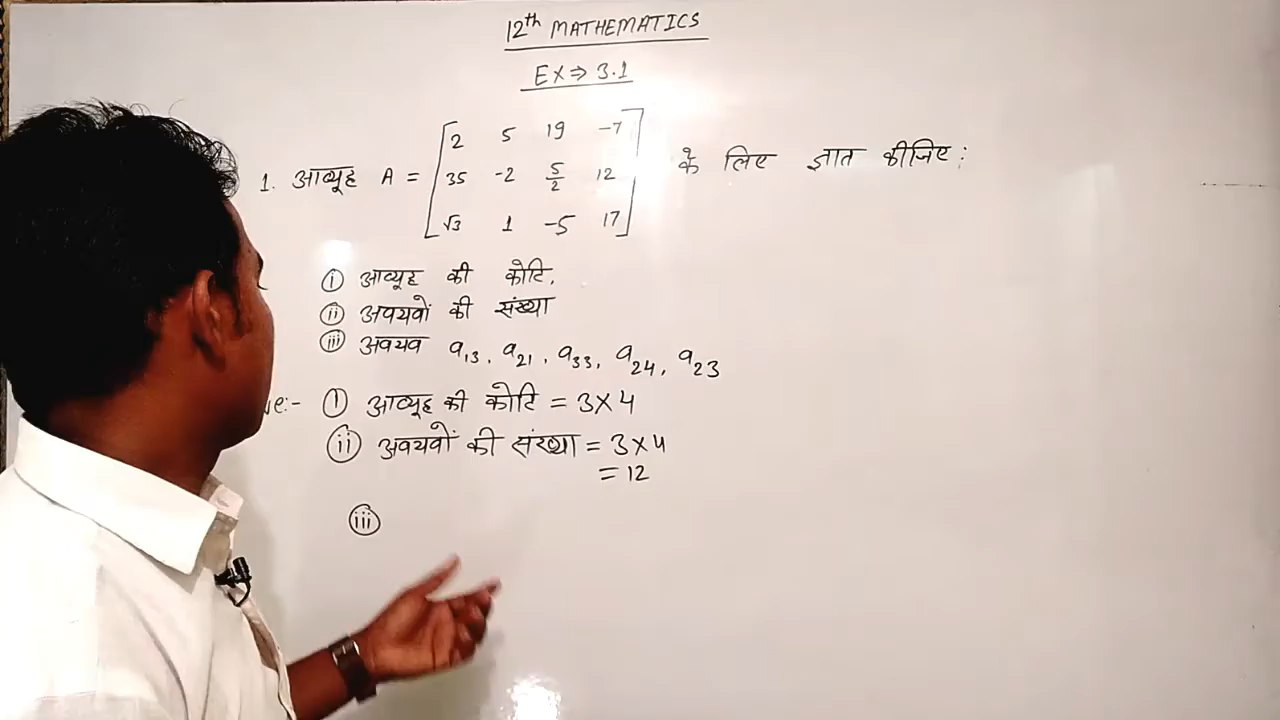 12th MATHEMATICS
Ex ⇒ 3.1
2 5 19 -7
1. आव्यूह A = 35 -2 5/2 12 के लिए ज्ञात कीजिए :
√3 1 -5 17
(i) आव्यूह की कोटि,
(ii) अवयवों की संख्या
(iii) अवयव a13, a21, a33, a24, a23
(i) आव्यूह की कोटि = 3×4
(ii) अवयवों की संख्या = 3×4
= 12
(iii)